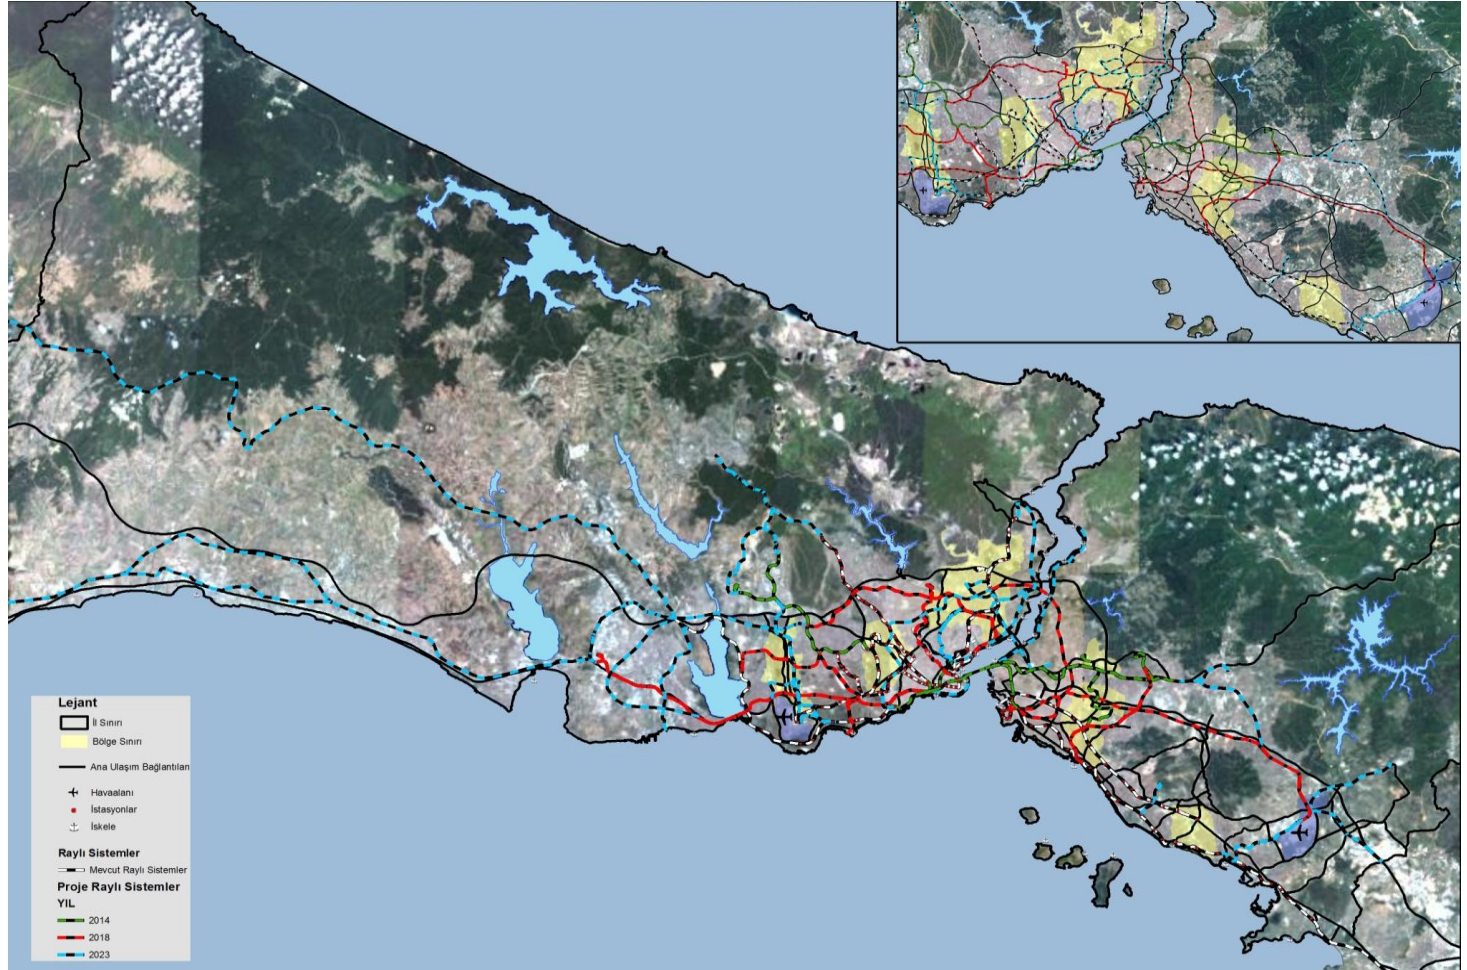 Lejant
İl Sınırı
Bölge Sınırı
Ana Ulaşım Bağlantıları
Havaalanı
İstasyonlar
İskele
Raylı Sistemler
Mevcut Raylı Sistemler
Proje Raylı Sistemler
YIL
2014
2018
2023